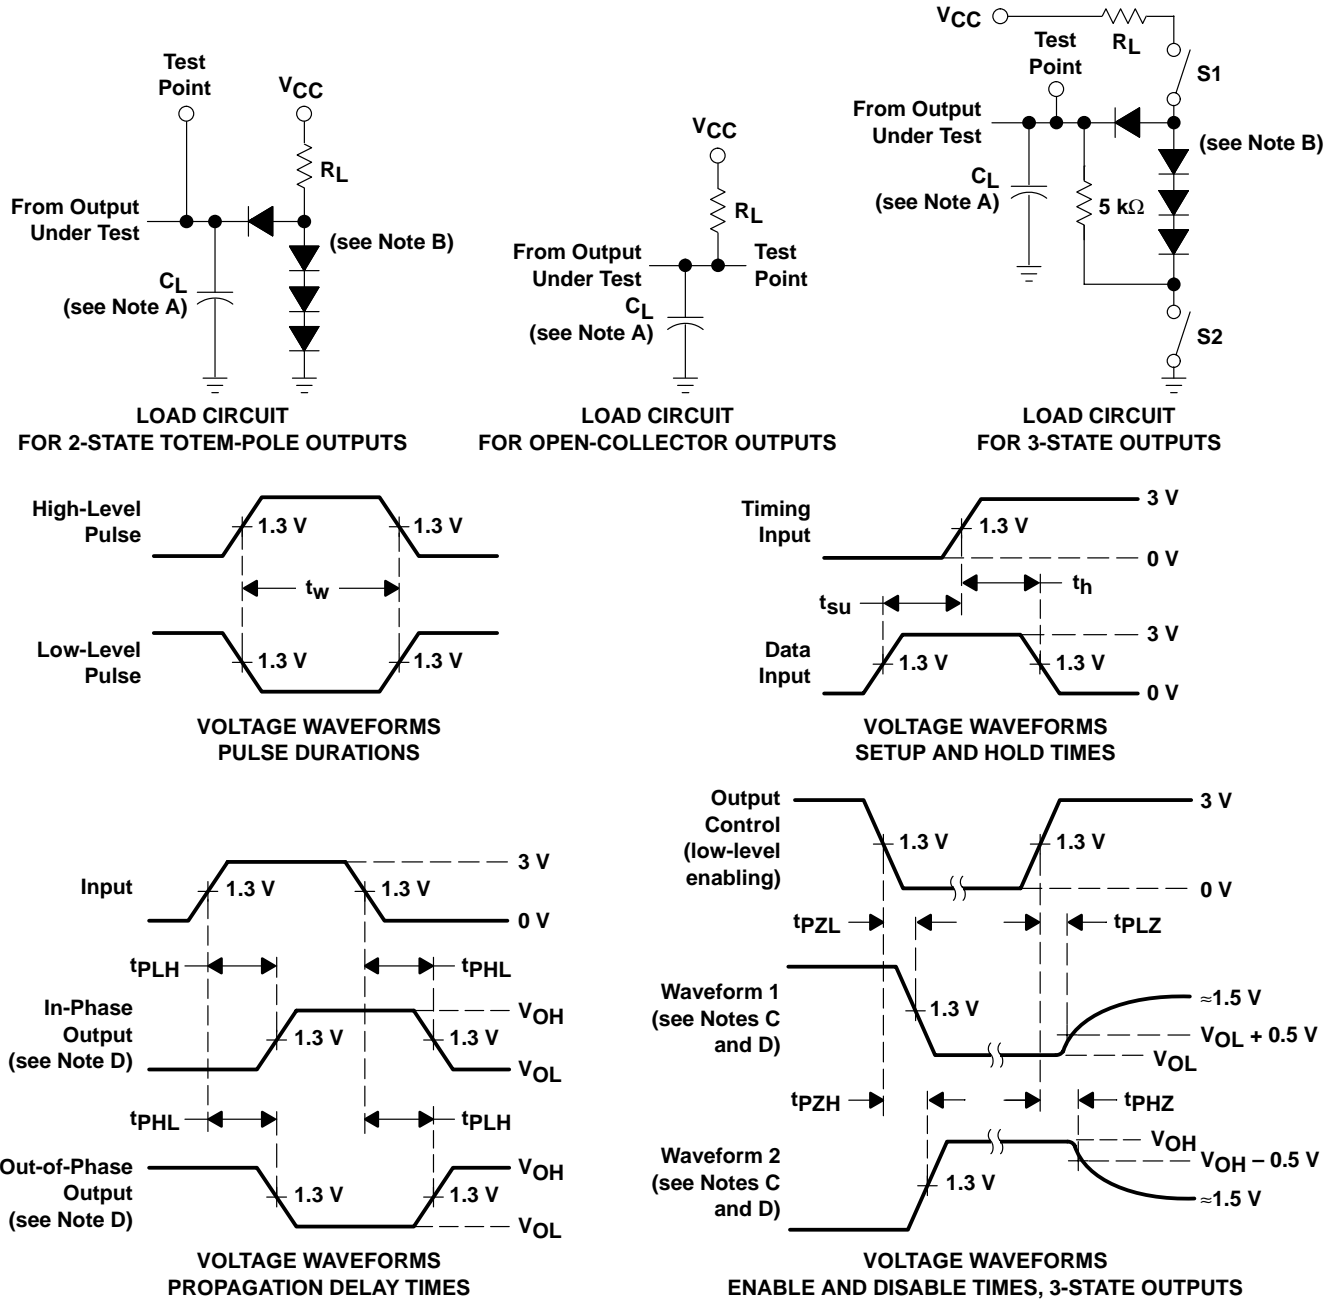 Test
Point
VCC
RL
From Output
Under Test
(see Note B)
CL
(see Note A)
LOAD CIRCUIT
FOR 2-STATE TOTEM-POLE OUTPUTS
VCC
RL
From Output
Under Test
Test
Point
CL
(see Note A)
LOAD CIRCUIT
FOR OPEN-COLLECTOR OUTPUTS
VCC
RL
Test
Point
S1
From Output
Under Test
(see Note B)
CL
(see Note A)
5 kΩ
S2
LOAD CIRCUIT
FOR 3-STATE OUTPUTS
High-Level
Pulse
1.3 V
1.3 V
tw
Low-Level
Pulse
1.3 V
1.3 V
VOLTAGE WAVEFORMS
PULSE DURATIONS
Timing
Input
1.3 V
3 V
0 V
th
tsu
Data
Input
1.3 V
1.3 V
3 V
0 V
VOLTAGE WAVEFORMS
SETUP AND HOLD TIMES
Input
1.3 V
1.3 V
3 V
0 V
tPLH
tPHL
In-Phase
Output
(see Note D)
1.3 V
1.3 V
VOH
VOL
tPHL
tPLH
Out-of-Phase
Output
(see Note D)
1.3 V
1.3 V
VOH
VOL
VOLTAGE WAVEFORMS
PROPAGATION DELAY TIMES
Output
Control
(low-level
enabling)
1.3 V
1.3 V
3 V
0 V
tPZL
tPLZ
Waveform 1
(see Notes C
and D)
1.3 V
≈1.5 V
VOL + 0.5 V
VOL
tPZH
tPHZ
Waveform 2
(see Notes C
and D)
1.3 V
VOH
VOH – 0.5 V
≈1.5 V
VOLTAGE WAVEFORMS
ENABLE AND DISABLE TIMES, 3-STATE OUTPUTS